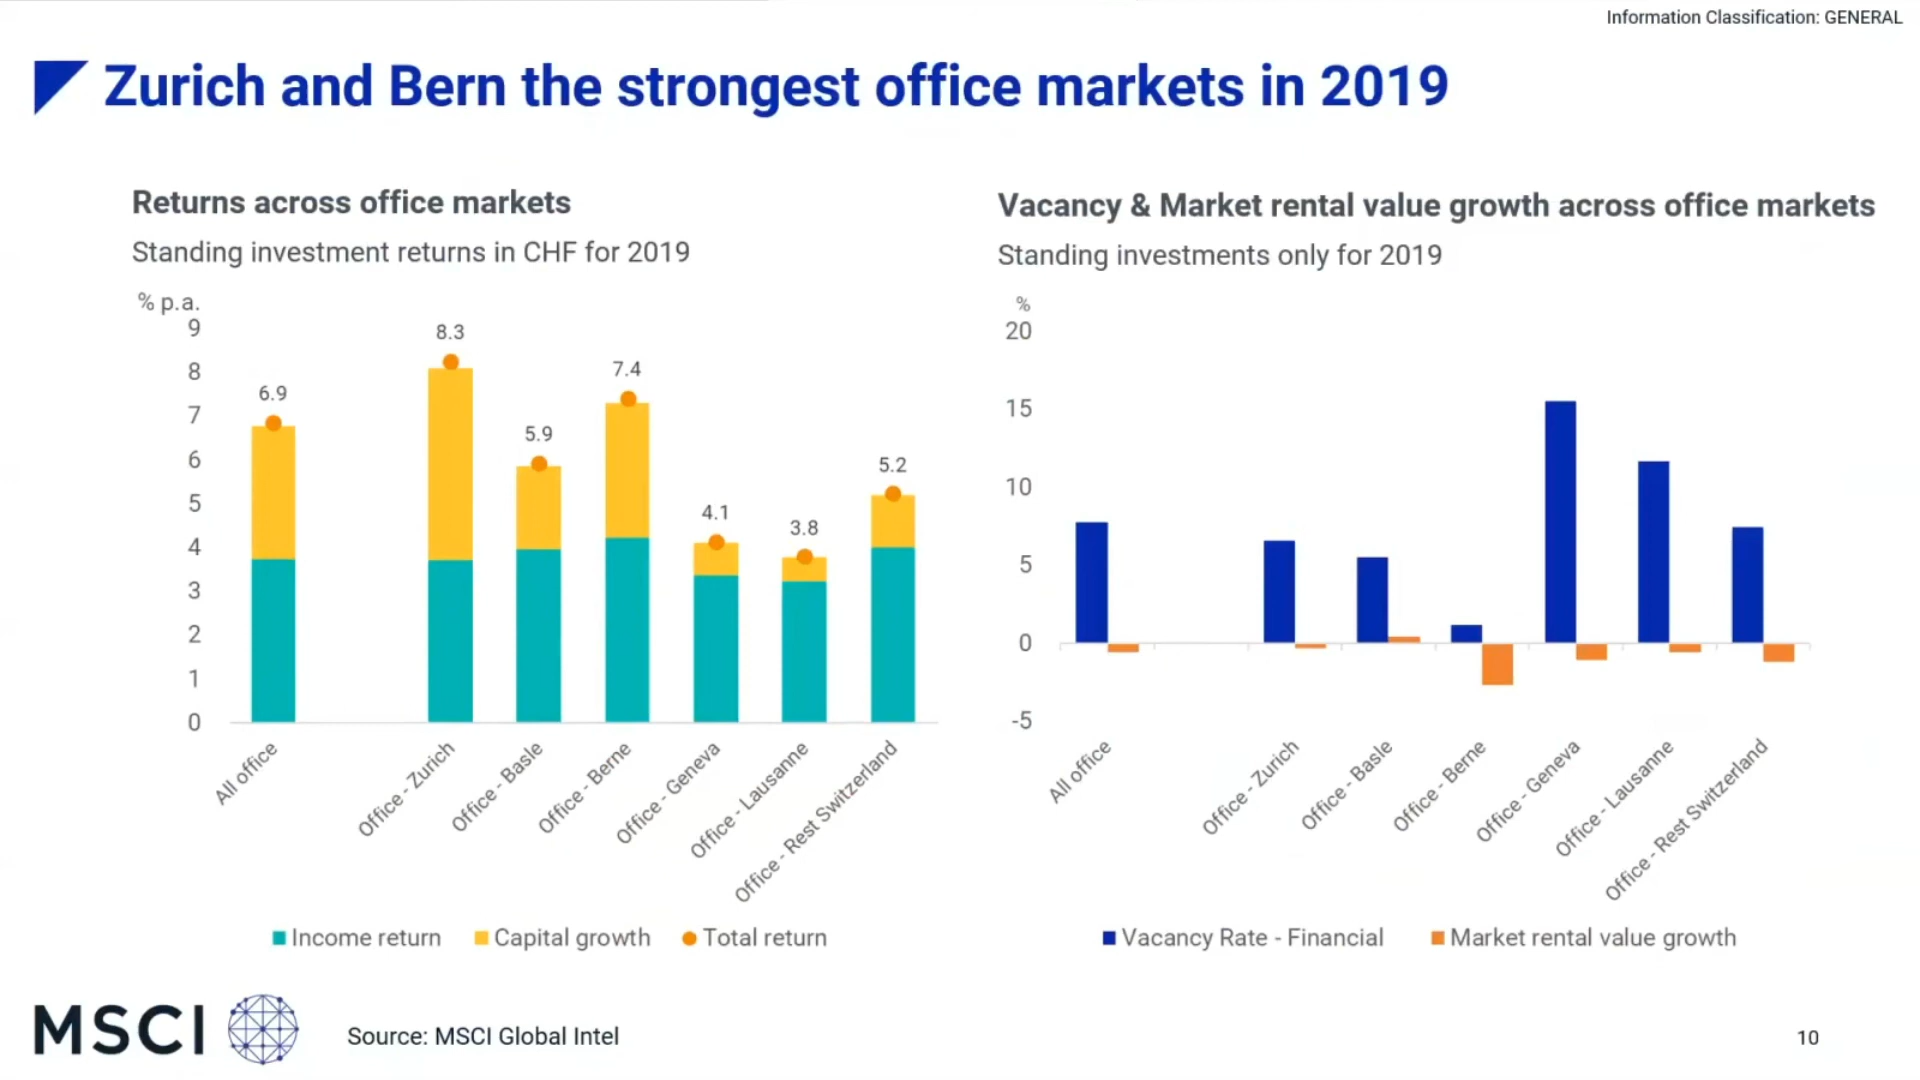 Information Classification: GENERAL
Zurich and Bern the strongest office markets in 2019
Returns across office markets
Standing investment returns in CHF for 2019
% p.a.
9
8
7
6
5
4
3
2
1
0
6.9
8.3
5.9
7.4
4.1
3.8
5.2
All office
Office - Zurich
Office - Basle
Office - Berne
Office - Geneva
Office - Lausanne
Office - Rest Switzerland
Income return
Capital growth
Total return
Vacancy & Market rental value growth across office markets
Standing investments only for 2019
%
20
15
10
5
0
-5
All office
Office - Zurich
Office - Basle
Office - Berne
Office - Geneva
Office - Lausanne
Office - Rest Switzerland
Vacancy Rate - Financial
Market rental value growth
MSCI
Source: MSCI Global Intel
10